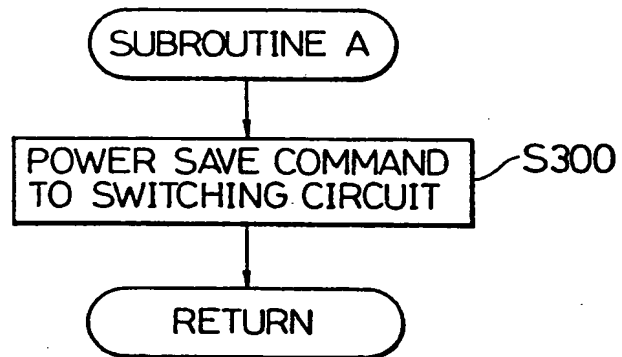 SUBROUTINE A
POWER SAVE COMMAND
TO SWITCHING CIRCUIT
S300
RETURN